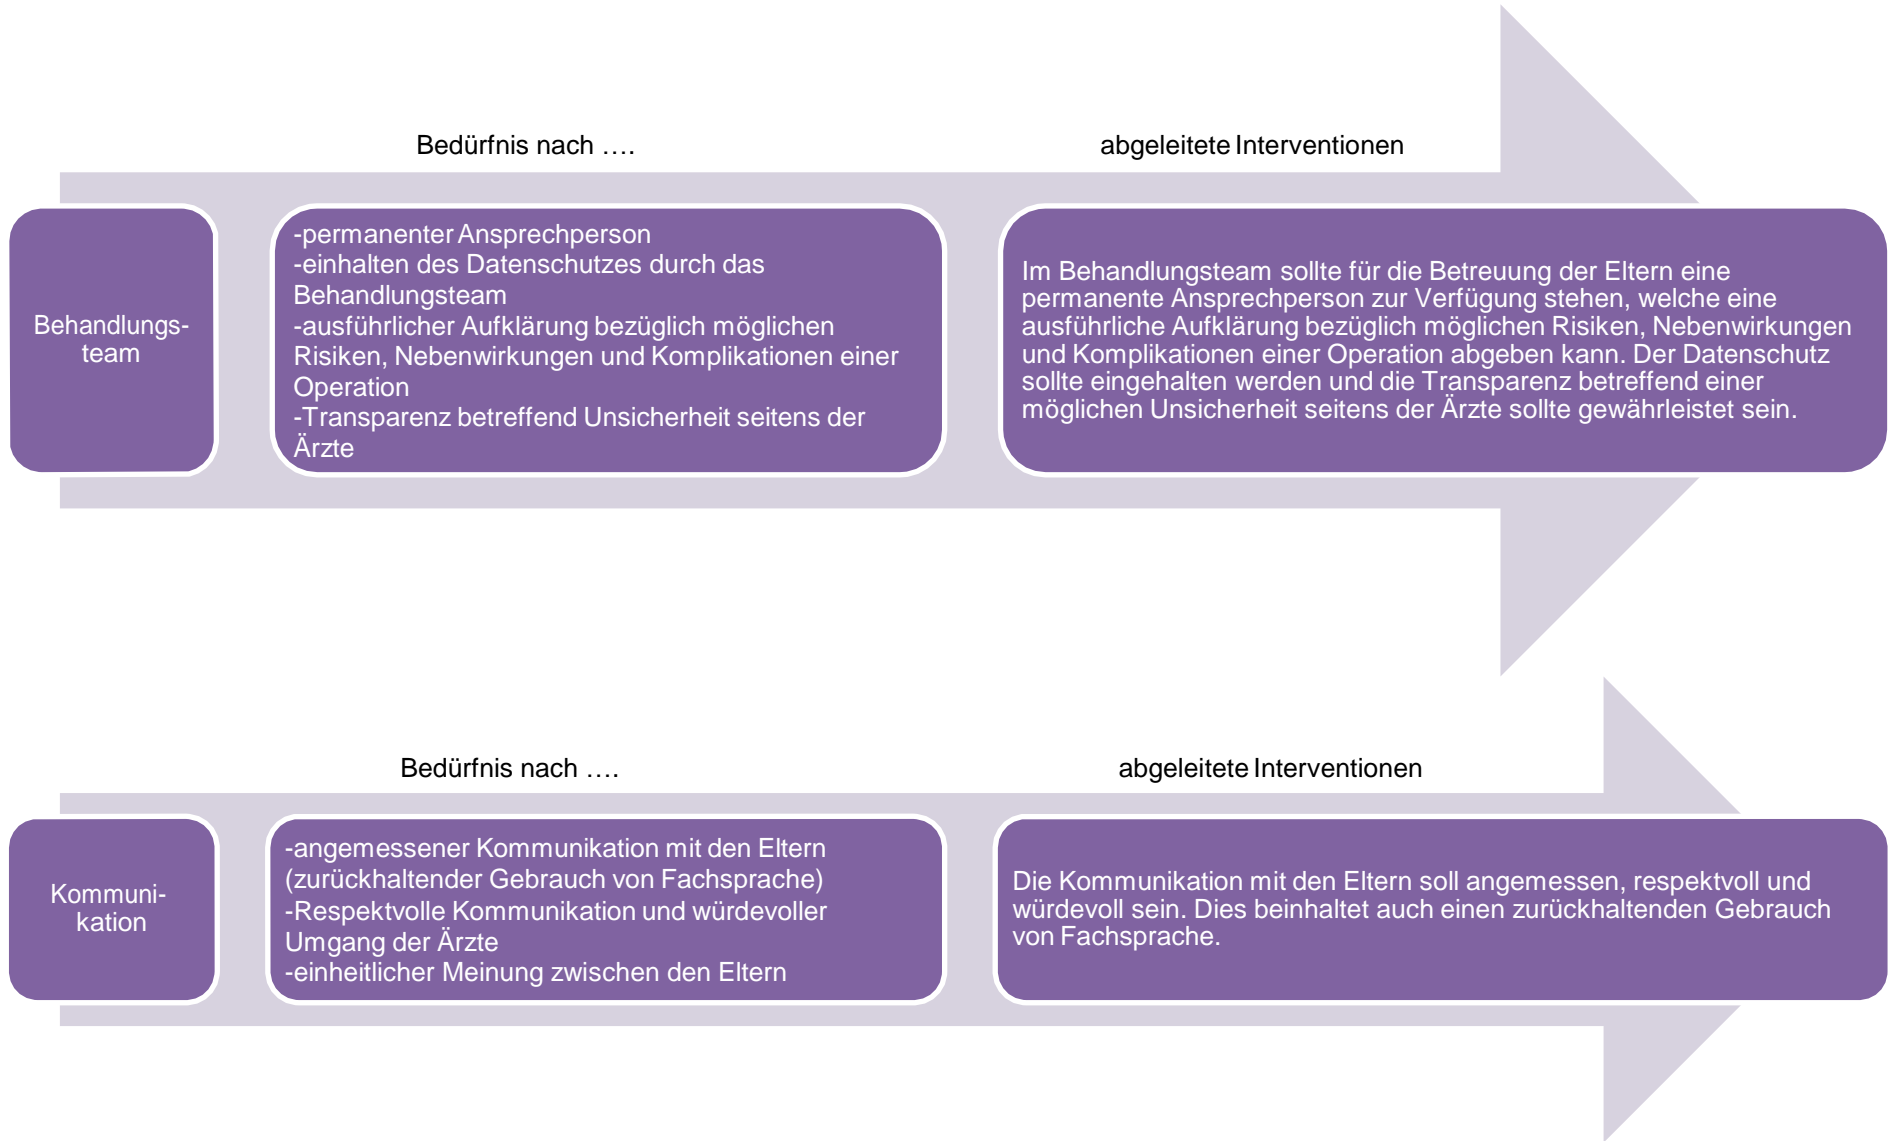 Bedürfnis nach ….
abgeleitete Interventionen
Behandlungs-
team
-permanenter Ansprechperson
-einhalten des Datenschutzes durch das
Behandlungsteam
-ausführlicher Aufklärung bezüglich möglichen
Risiken, Nebenwirkungen und Komplikationen einer
Operation
-Transparenz betreffend Unsicherheit seitens der
Ärzte
Im Behandlungsteam sollte für die Betreuung der Eltern eine
permanente Ansprechperson zur Verfügung stehen, welche eine
ausführliche Aufklärung bezüglich möglichen Risiken, Nebenwirkungen
und Komplikationen einer Operation abgeben kann. Der Datenschutz
sollte eingehalten werden und die Transparenz betreffend einer
möglichen Unsicherheit seitens der Ärzte sollte gewährleistet sein.
Bedürfnis nach ….
abgeleitete Interventionen
Kommuni-
kation
-angemessener Kommunikation mit den Eltern
(zurückhaltender Gebrauch von Fachsprache)
-Respektvolle Kommunikation und würdevoller
Umgang der Ärzte
-einheitlicher Meinung zwischen den Eltern
Die Kommunikation mit den Eltern soll angemessen, respektvoll und
würdevoll sein. Dies beinhaltet auch einen zurückhaltenden Gebrauch
von Fachsprache.